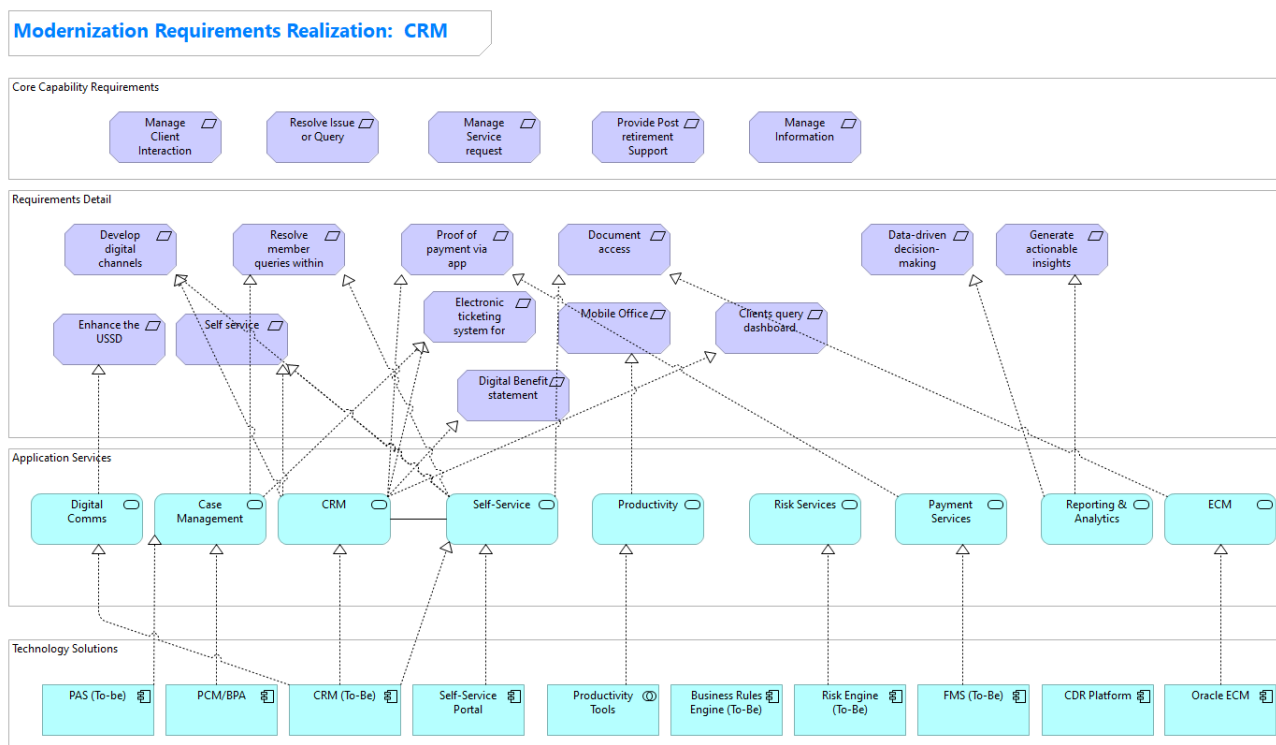 Modernization Requirements Realization:  CRM
Core Capability Requirements
Manage
Client
Interaction
Resolve Issue
or Query
Manage
Service
request
Provide Post
retirement
Support
Manage
Information
Requirements Detail
Develop
digital
channels
Resolve
member
queries within
Proof of
payment via
app
Document
access
Data-driven
decision-
making
Generate
actionable
insights
Enhance the
USSD
Self service
Electronic
ticketing
system for
Mobile Office
Clients query
dashboard
Digital Benefit
statement
Application Services
Digital
Comms
Case
Management
CRM
Self-Service
Productivity
Risk Services
Payment
Services
Reporting &
Analytics
ECM
Technology Solutions
PAS (To-be)
PCM/BPA
CRM (To-Be)
Self-Service
Portal
Productivity
Tools
Business Rules
Engine (To-Be)
Risk Engine
(To-Be)
FMS (To-Be)
CDR Platform
Oracle ECM